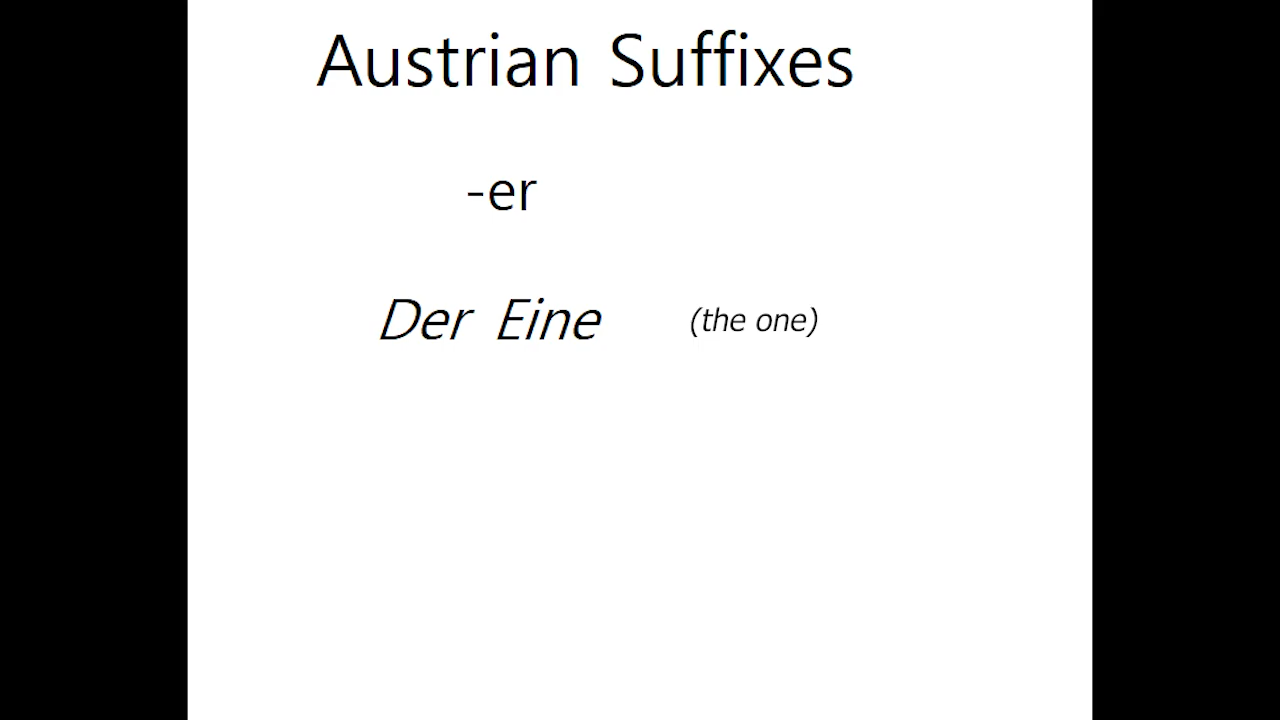 Austrian Suffixes
-er
Der Eine (the one)